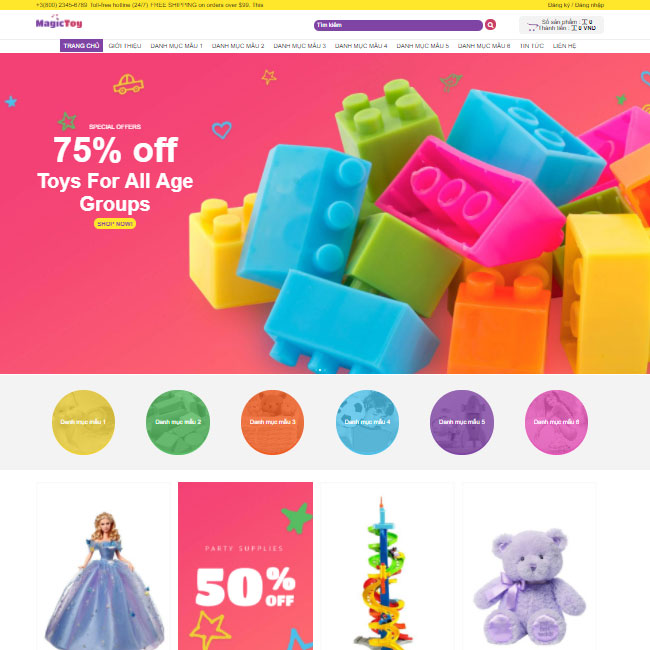 +3(800) 2345-6789 Toll-free hotline (24/7) FREE SHIPPING on orders over $99. This
Đăng ký / Đăng nhập
MagicToy
Tìm kiếm
Số sản phẩm : 0
Thành tiền : 0 VND
TRANG CHỦ GIỚI THIỆU DANH MỤC MẪU 1 DANH MỤC MẪU 2 DANH MỤC MẪU 3 DANH MỤC MẪU 4 DANH MỤC MẪU 5 DANH MỤC MẪU 6 TIN TỨC LIÊN HỆ
SPECIAL OFFERS
75% off
Toys For All Age
Groups
SHOP NOW!
Danh mục mẫu 1 Danh mục mẫu 2 Danh mục mẫu 3 Danh mục mẫu 4 Danh mục mẫu 5 Danh mục mẫu 6
PARTY SUPPLIES
50%
OFF